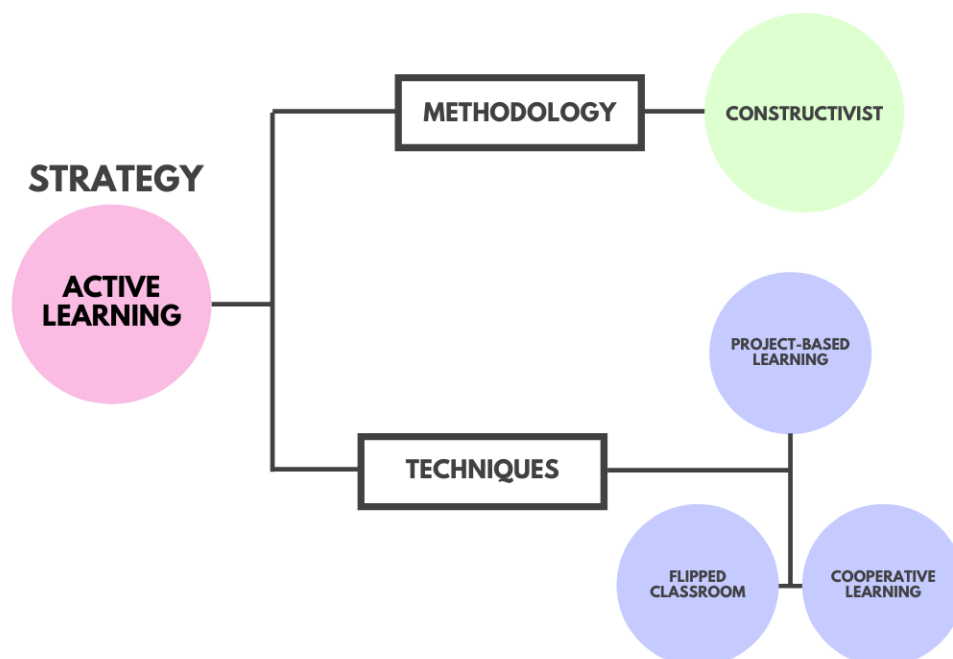 STRATEGY
ACTIVE
LEARNING
METHODOLOGY
CONSTRUCTIVIST
TECHNIQUES
PROJECT-BASED
LEARNING
FLIPPED
CLASSROOM
COOPERATIVE
LEARNING